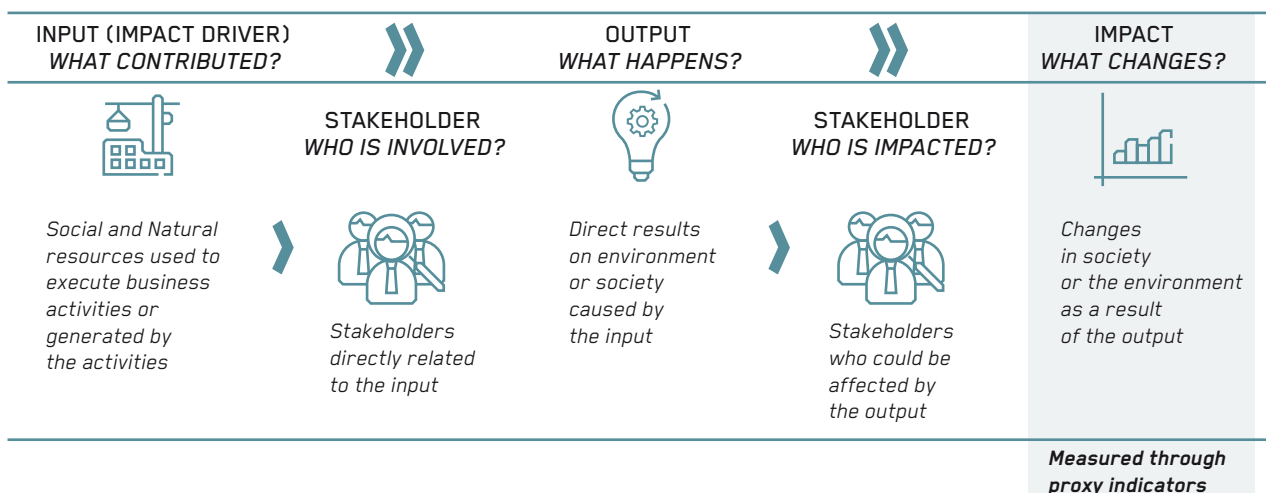 INPUT (IMPACT DRIVER)
WHAT CONTRIBUTED?
Social and Natural
resources used to
execute business
activities or
generated by
the activities
STAKEHOLDER
WHO IS INVOLVED?
Stakeholders
directly related
to the input
OUTPUT
WHAT HAPPENS?
Direct results
on environment
or society
caused by
the input
STAKEHOLDER
WHO IS IMPACTED?
Stakeholders
who could be
affected by
the output
IMPACT
WHAT CHANGES?
Changes
in society
or the environment
as a result
of the output
Measured through
proxy indicators